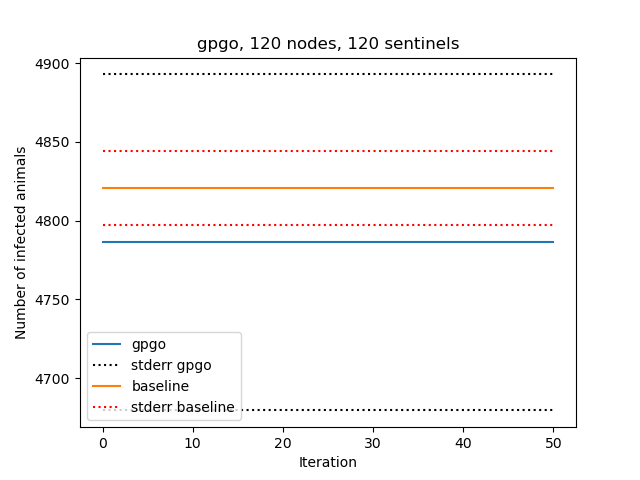 gpgo, 120 nodes, 120 sentinels
4900
4850
4800
4750
4700
Number of infected animals
gpgo
stderr gpgo
baseline
stderr baseline
0 10 20 30 40 50
Iteration